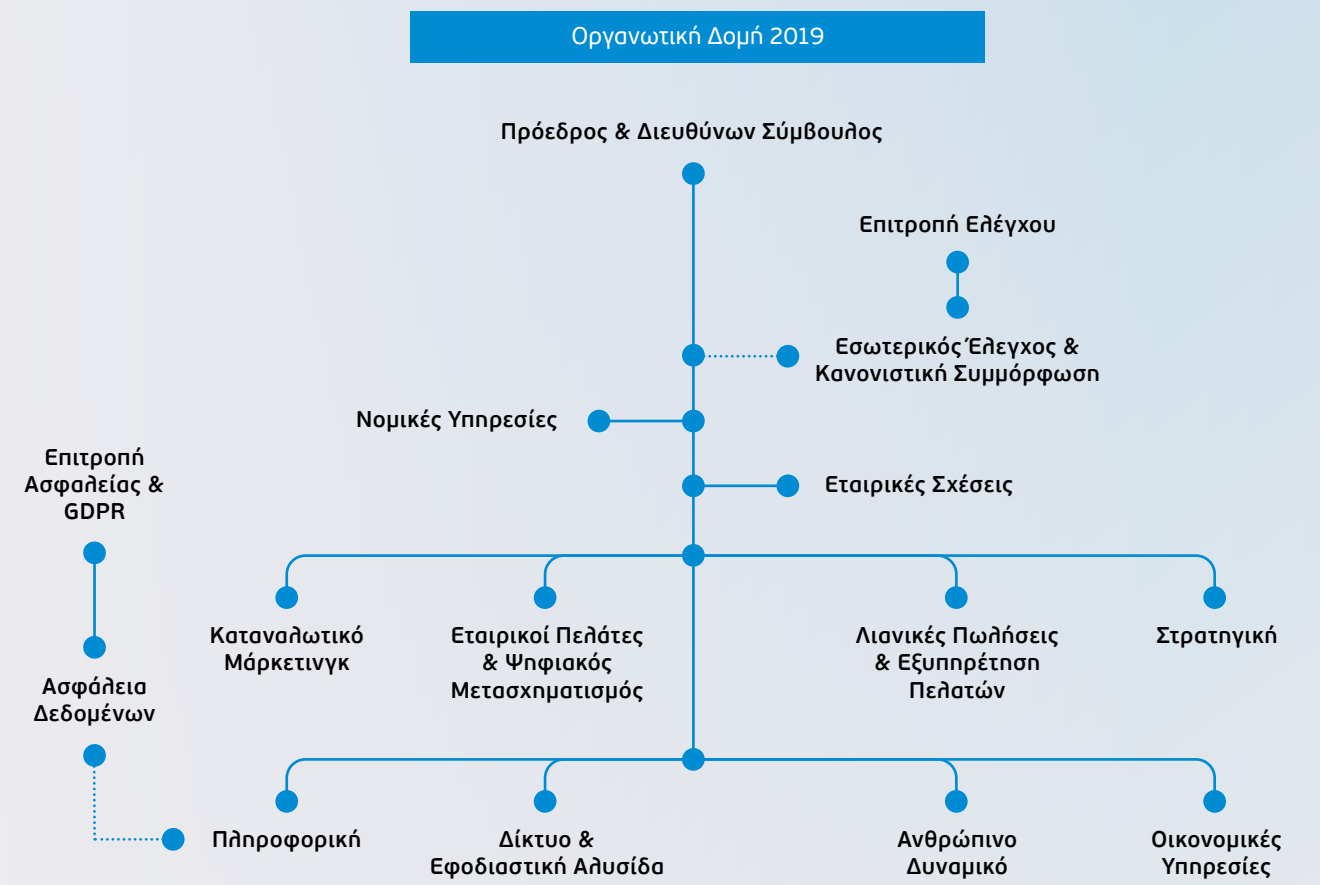 Οργανωτική Δομή 2019
Πρόεδρος & Διευθύνων Σύμβουλος
Επιτροπή Ελέγχου
Εσωτερικός Έλεγχος &
Κανονιστική Συμμόρφωση
Νομικές Υπηρεσίες
Εταιρικές Σχέσεις
Επιτροπή
Ασφαλείας &
GDPR
Ασφάλεια
Δεδομένων
Καταναλωτικό
Μάρκετινγκ
Εταιρικοί Πελάτες
& Ψηφιακός
Μετασχηματισμός
Λιανικές Πωλήσεις
& Εξυπηρέτηση
Πελατών
Στρατηγική
Πληροφορική
Δίκτυο &
Εφοδιαστική Αλυσίδα
Ανθρώπινο
Δυναμικό
Οικονομικές
Υπηρεσίες